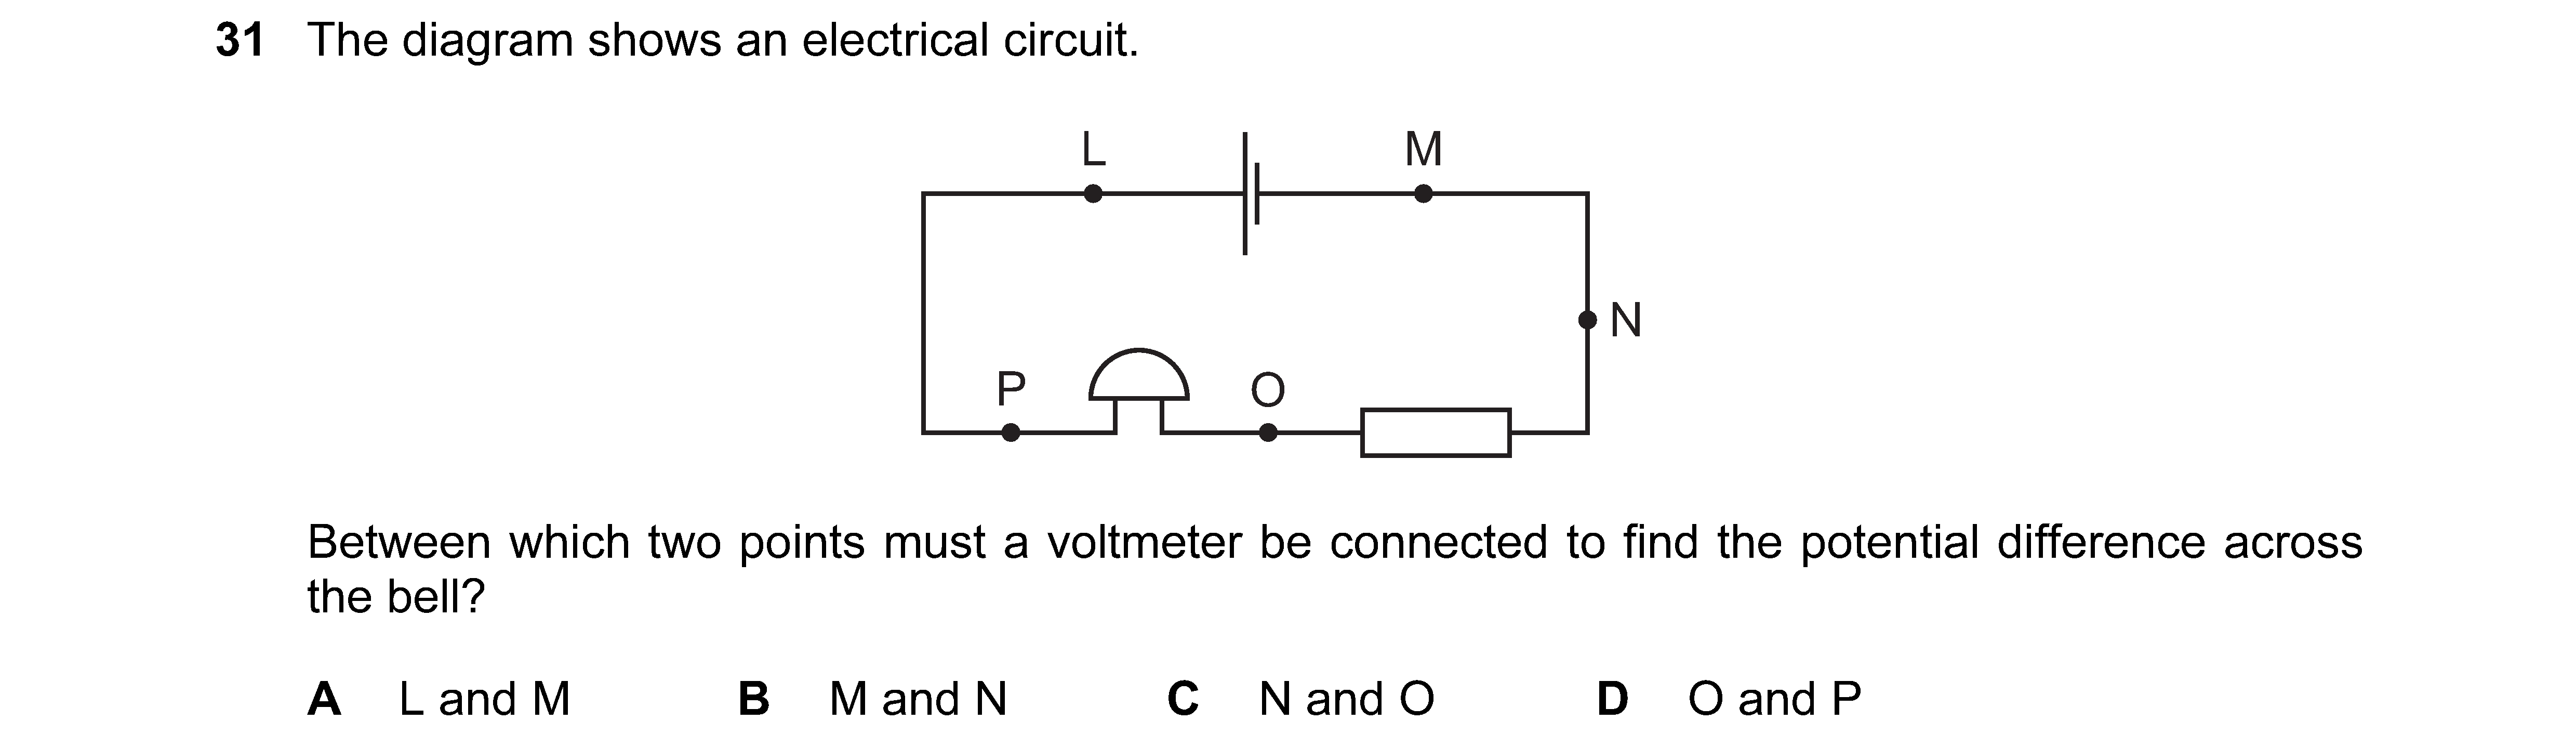 31 The diagram shows an electrical circuit.
L M
N
P O
Between which two points must a voltmeter be connected to find the potential difference across
the bell?
A L and M B M and N C N and O D O and P